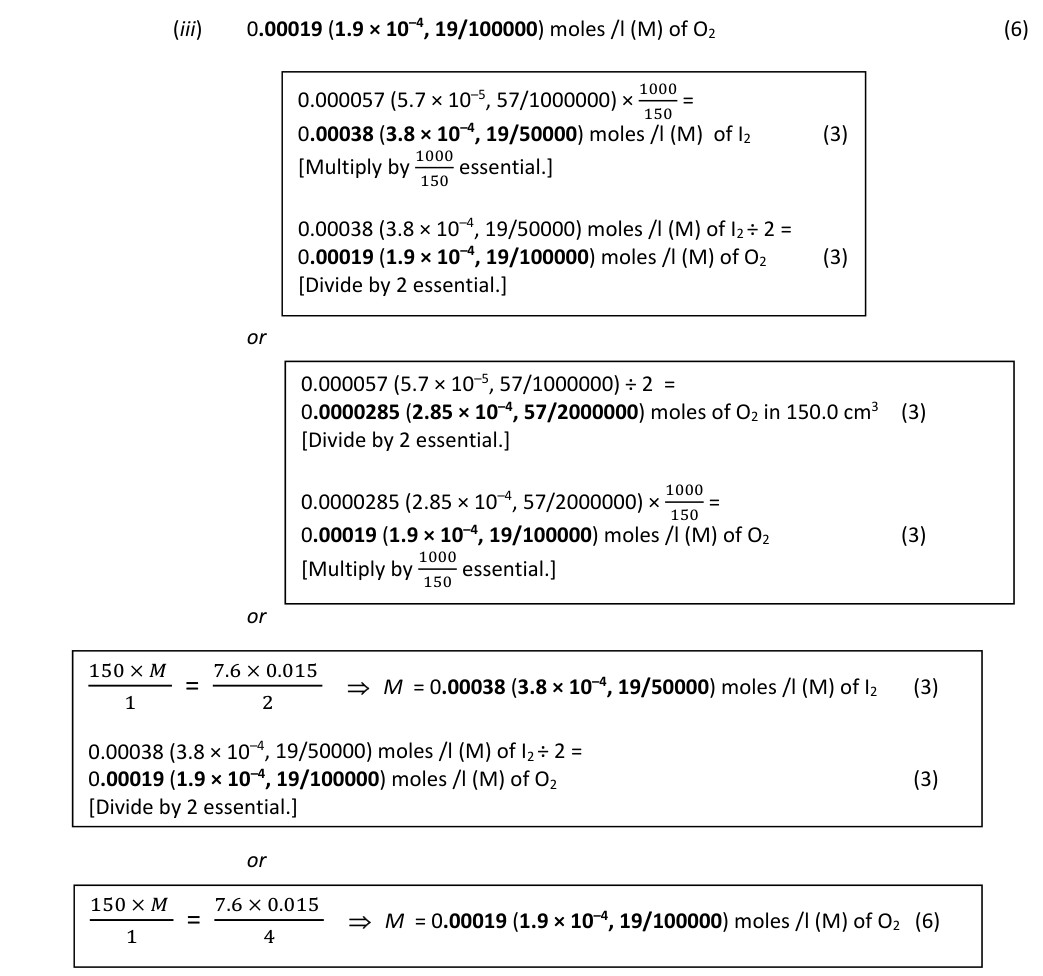 (iii) 0.00019 (1.9 × 10⁻⁴, 19/100000) moles /l (M) of O₂ (6)
0.000057 (5.7 × 10⁻⁵, 57/1000000) × 1000/150 =
0.00038 (3.8 × 10⁻⁴, 19/50000) moles /l (M) of I₂ (3)
[Multiply by 1000/150 essential.]
0.00038 (3.8 × 10⁻⁴, 19/50000) moles /l (M) of I₂ ÷ 2 =
0.00019 (1.9 × 10⁻⁴, 19/100000) moles /l (M) of O₂ (3)
[Divide by 2 essential.]
or
0.000057 (5.7 × 10⁻⁵, 57/1000000) ÷ 2 =
0.0000285 (2.85 × 10⁻⁴, 57/2000000) moles of O₂ in 150.0 cm³ (3)
[Divide by 2 essential.]
0.0000285 (2.85 × 10⁻⁴, 57/2000000) × 1000/150 =
0.00019 (1.9 × 10⁻⁴, 19/100000) moles /l (M) of O₂ (3)
[Multiply by 1000/150 essential.]
or
150 × M/1 = 7.6 × 0.015/2 ⇒ M = 0.00038 (3.8 × 10⁻⁴, 19/50000) moles /l (M) of I₂ (3)
0.00038 (3.8 × 10⁻⁴, 19/50000) moles /l (M) of I₂ ÷ 2 =
0.00019 (1.9 × 10⁻⁴, 19/100000) moles /l (M) of O₂ (3)
[Divide by 2 essential.]
or
150 × M/1 = 7.6 × 0.015/4 ⇒ M = 0.00019 (1.9 × 10⁻⁴, 19/100000) moles /l (M) of O₂ (6)